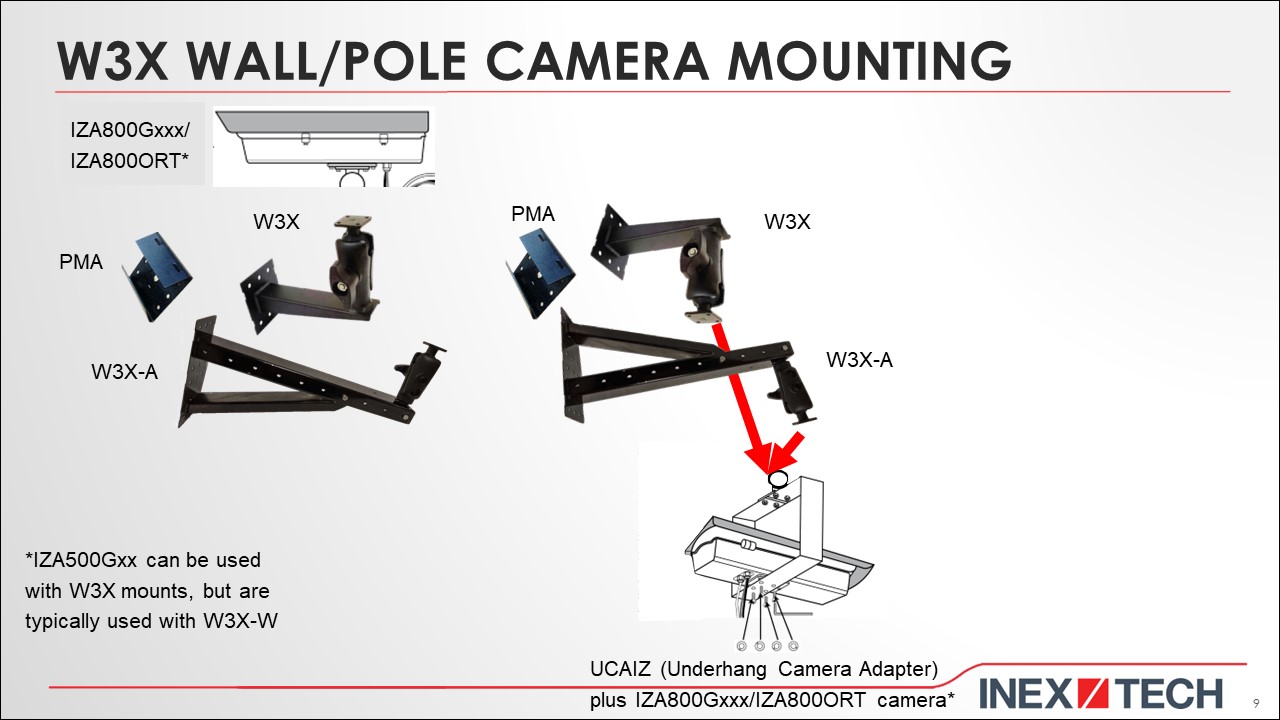 W3X WALL/POLE CAMERA MOUNTING
IZA800Gxxx/
IZA800ORT*
W3X
PMA
W3X-A
PMA
W3X
W3X-A
*IZA500Gxx can be used
with W3X mounts, but are
typically used with W3X-W
UCAIZ (Underhang Camera Adapter)
plus IZA800Gxxx/IZA800ORT camera*
INEX TECH
9